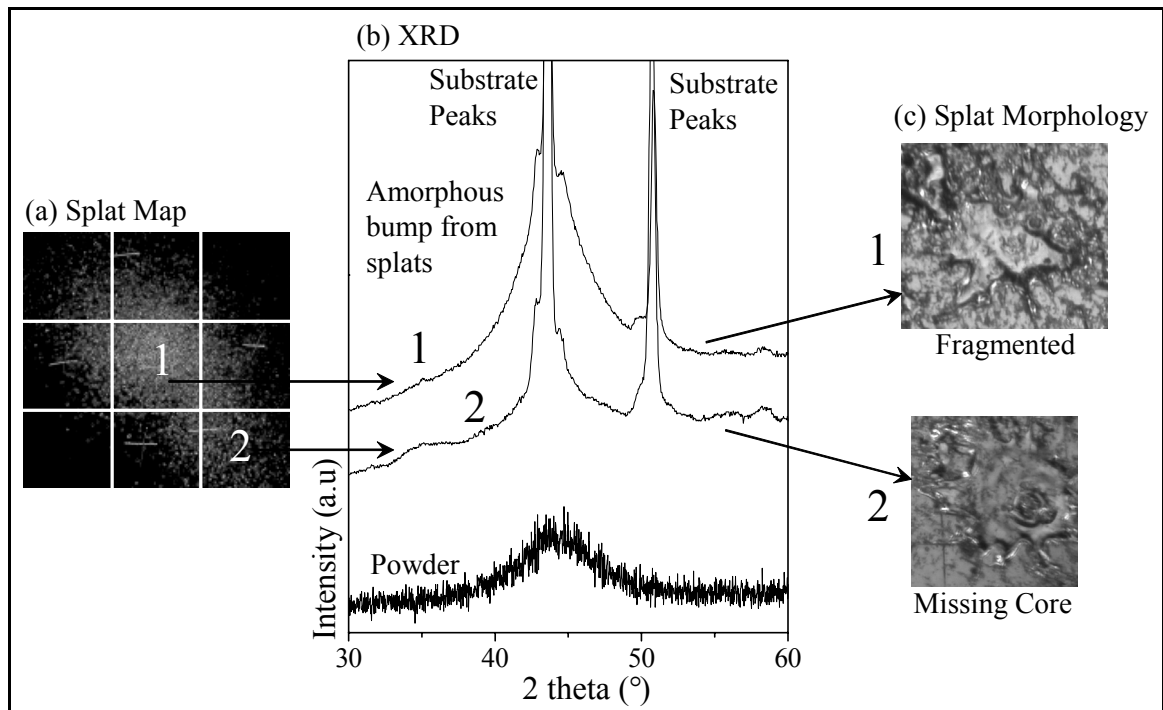 (b) XRD
Substrate
Peaks
Substrate
Peaks
(c) Splat Morphology
Amorphous
bump from
splats
(a) Splat Map
1
2
1
2
1
Fragmented
2
Missing Core
Powder
Intensity (a.u)
30
40
50
60
2 theta (°)